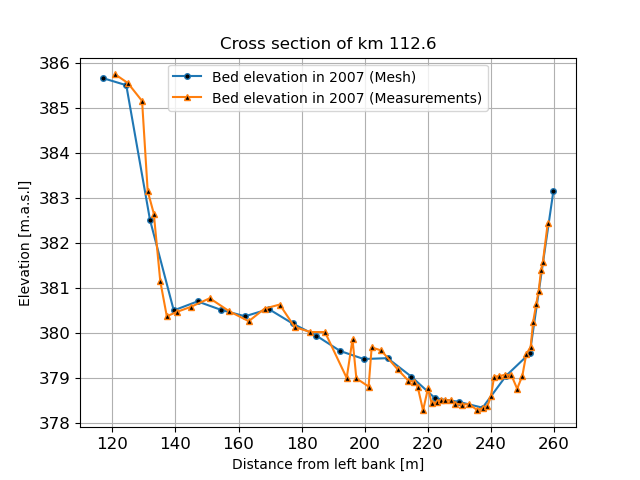 Cross section of km 112.6
Bed elevation in 2007 (Mesh)
Bed elevation in 2007 (Measurements)
Elevation [m.a.s.l]
386
385
384
383
382
381
380
379
378
120 140 160 180 200 220 240 260
Distance from left bank [m]